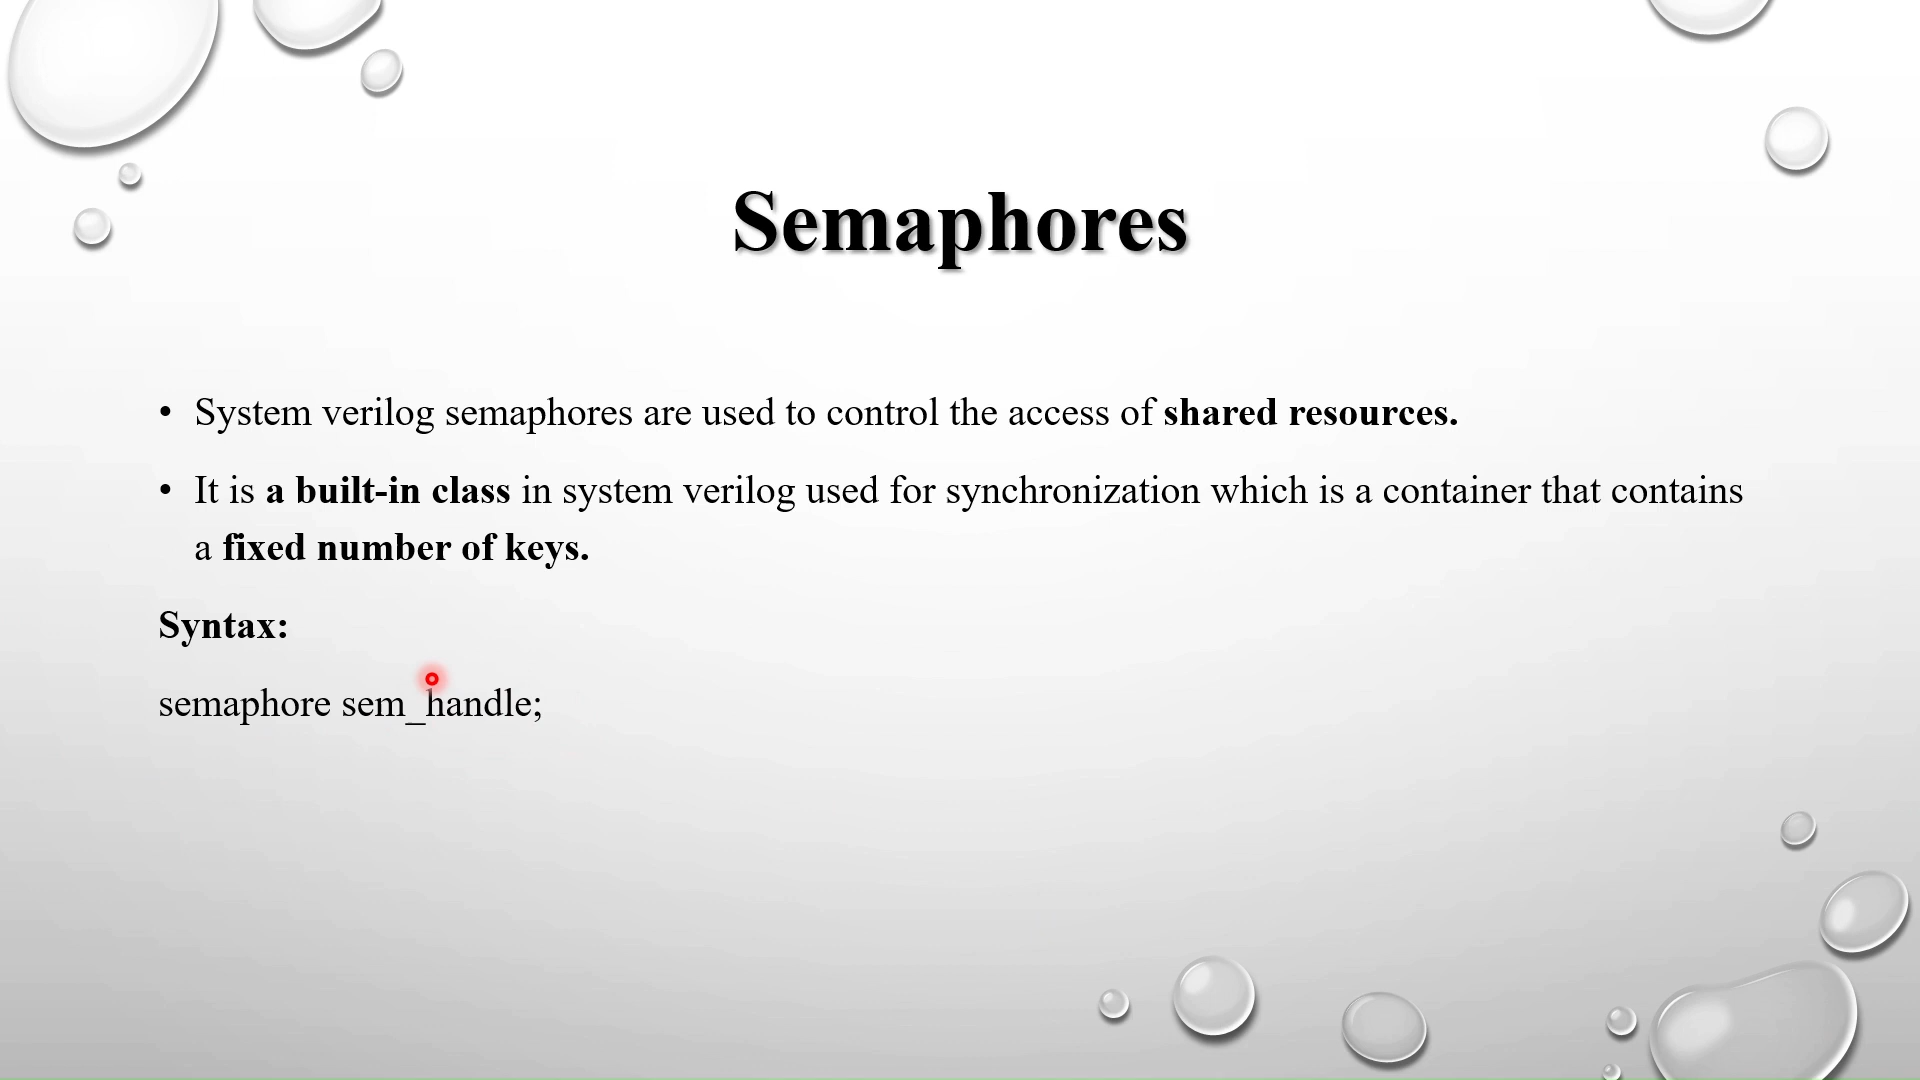 Semaphores
• System verilog semaphores are used to control the access of shared resources.
• It is a built-in class in system verilog used for synchronization which is a container that contains
a fixed number of keys.
Syntax:
semaphore sem_handle;